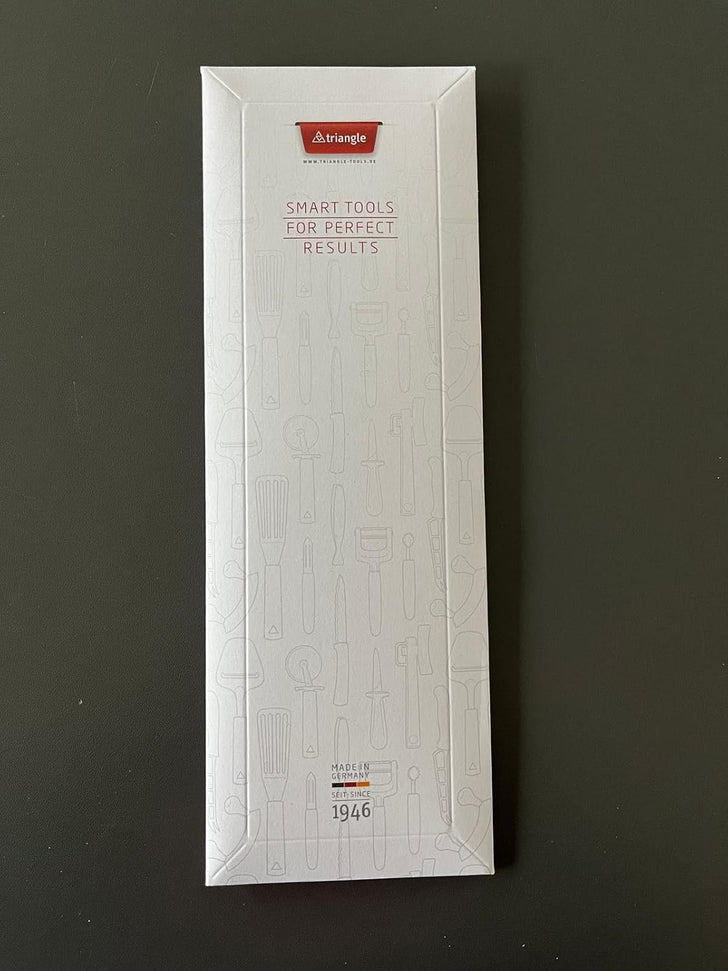 triangle
WWW.TRIANGLE-TOOLS.DE
SMART TOOLS
FOR PERFECT
RESULTS
MADE IN
GERMANY
SEIT/SINCE
1946